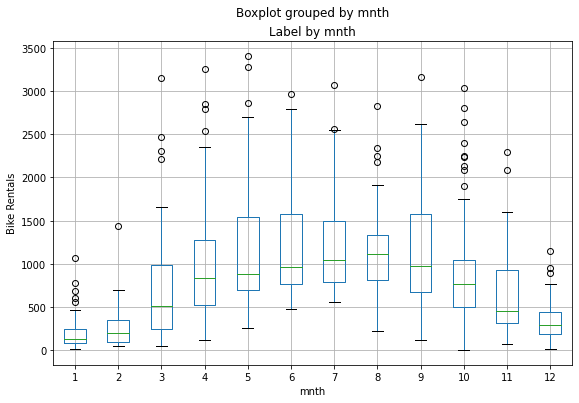 Boxplot grouped by mnth
Label by mnth
3500
3000
2500
2000
1500
1000
500
0
Bike Rentals
1 2 3 4 5 6 7 8 9 10 11 12
mnth